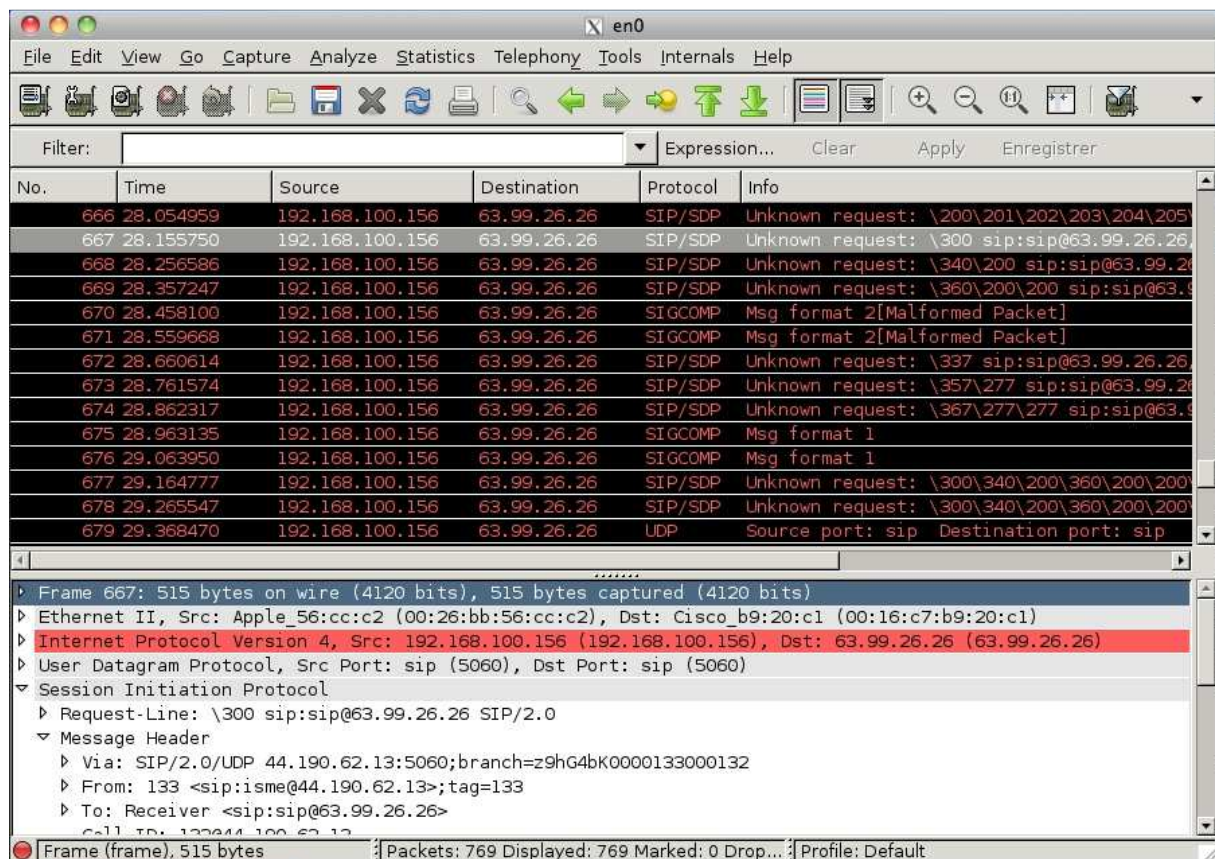 en0
File Edit View Go Capture Analyze Statistics Telephony Tools Internals Help
Filter: Expression... Clear Apply Enregistrer
No. Time Source Destination Protocol Info
666 28.054959 192.168.100.156 63.99.26.26 SIP/SDP Unknown request: \200\201\202\203\204\205\
667 28.155750 192.168.100.156 63.99.26.26 SIP/SDP Unknown request: \300 sip:sip@63.99.26.26,
668 28.256586 192.168.100.156 63.99.26.26 SIP/SDP Unknown request: \340\200 sip:sip@63.99.26
669 28.357247 192.168.100.156 63.99.26.26 SIP/SDP Unknown request: \360\200\200 sip:sip@63.9
670 28.458100 192.168.100.156 63.99.26.26 SIGCOMP Msg format 2[Malformed Packet]
671 28.559668 192.168.100.156 63.99.26.26 SIGCOMP Msg format 2[Malformed Packet]
672 28.660614 192.168.100.156 63.99.26.26 SIP/SDP Unknown request: \337 sip:sip@63.99.26.26,
673 28.761574 192.168.100.156 63.99.26.26 SIP/SDP Unknown request: \357\277 sip:sip@63.99.26
674 28.862317 192.168.100.156 63.99.26.26 SIP/SDP Unknown request: \367\277\277 sip:sip@63.9
675 28.963135 192.168.100.156 63.99.26.26 SIGCOMP Msg format 1
676 29.063950 192.168.100.156 63.99.26.26 SIGCOMP Msg format 1
677 29.164777 192.168.100.156 63.99.26.26 SIP/SDP Unknown request: \300\340\200\360\200\200\
678 29.265547 192.168.100.156 63.99.26.26 SIP/SDP Unknown request: \300\340\200\360\200\200\
679 29.368470 192.168.100.156 63.99.26.26 UDP Source port: sip Destination port: sip
Frame 667: 515 bytes on wire (4120 bits), 515 bytes captured (4120 bits)
Ethernet II, Src: Apple_56:cc:c2 (00:26:bb:56:cc:c2), Dst: Cisco_b9:20:c1 (00:16:c7:b9:20:c1)
Internet Protocol Version 4, Src: 192.168.100.156 (192.168.100.156), Dst: 63.99.26.26 (63.99.26.26)
User Datagram Protocol, Src Port: sip (5060), Dst Port: sip (5060)
Session Initiation Protocol
Request-Line: \300 sip:sip@63.99.26.26 SIP/2.0
Message Header
Via: SIP/2.0/UDP 44.190.62.13:5060;branch=z9hG4bK0000133000132
From: 133 <sip:isme@44.190.62.13>;tag=133
To: Receiver <sip:sip@63.99.26.26>
Frame (frame), 515 bytes Packets: 769 Displayed: 769 Marked: 0 Drop... Profile: Default